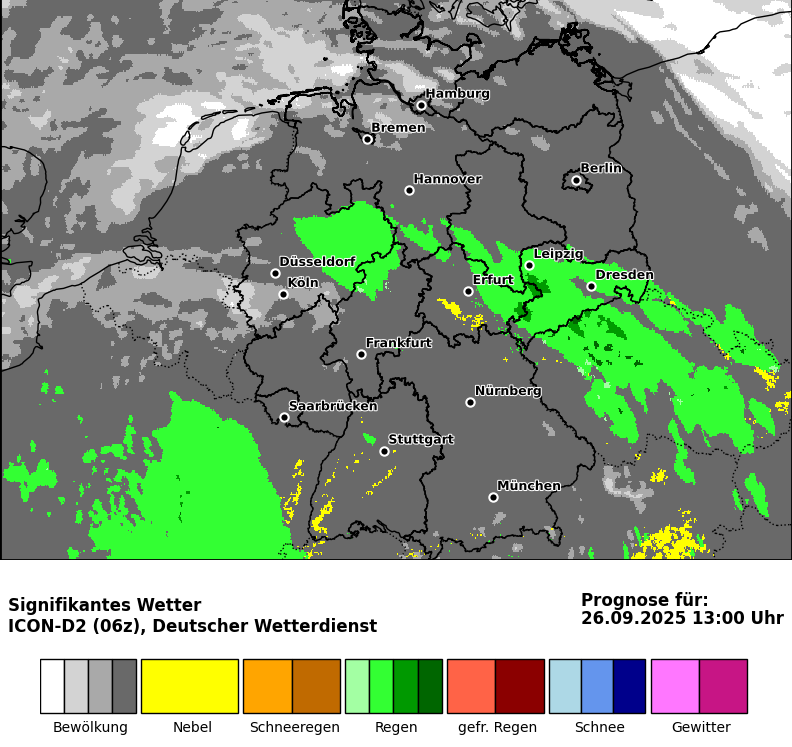 Hamburg
Bremen
Berlin
Hannover
Leipzig
Düsseldorf
Dresden
Erfurt
Köln
Frankfurt
Nürnberg
Saarbrücken
Stuttgart
München
Signifikantes Wetter
ICON-D2 (06z), Deutscher Wetterdienst
Prognose für:
26.09.2025 13:00 Uhr
Bewölkung Nebel Schneeregen Regen gefr. Regen Schnee Gewitter